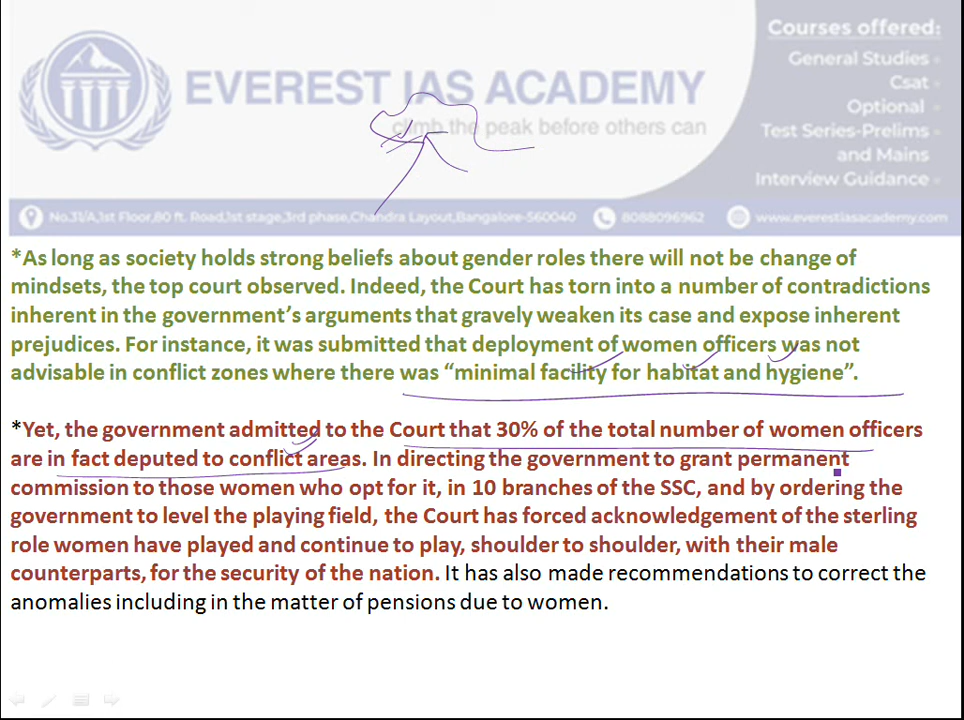 Courses offered:
General Studies
Csat
EVEREST IAS ACADEMY
Optional
climb the peak before others can
Test Series-Prelims
and Mains
Interview Guidance
No.31/A,1st Floor,80 ft. Road,1st stage,3rd phase,Chandra Layout,Bangalore-560040 8088096962 www.everestiasacademy.com
*As long as society holds strong beliefs about gender roles there will not be change of
mindsets, the top court observed. Indeed, the Court has torn into a number of contradictions
inherent in the government’s arguments that gravely weaken its case and expose inherent
prejudices. For instance, it was submitted that deployment of women officers was not
advisable in conflict zones where there was “minimal facility for habitat and hygiene”.
*Yet, the government admitted to the Court that 30% of the total number of women officers
are in fact deputed to conflict areas. In directing the government to grant permanent
commission to those women who opt for it, in 10 branches of the SSC, and by ordering the
government to level the playing field, the Court has forced acknowledgement of the sterling
role women have played and continue to play, shoulder to shoulder, with their male
counterparts, for the security of the nation. It has also made recommendations to correct the
anomalies including in the matter of pensions due to women.